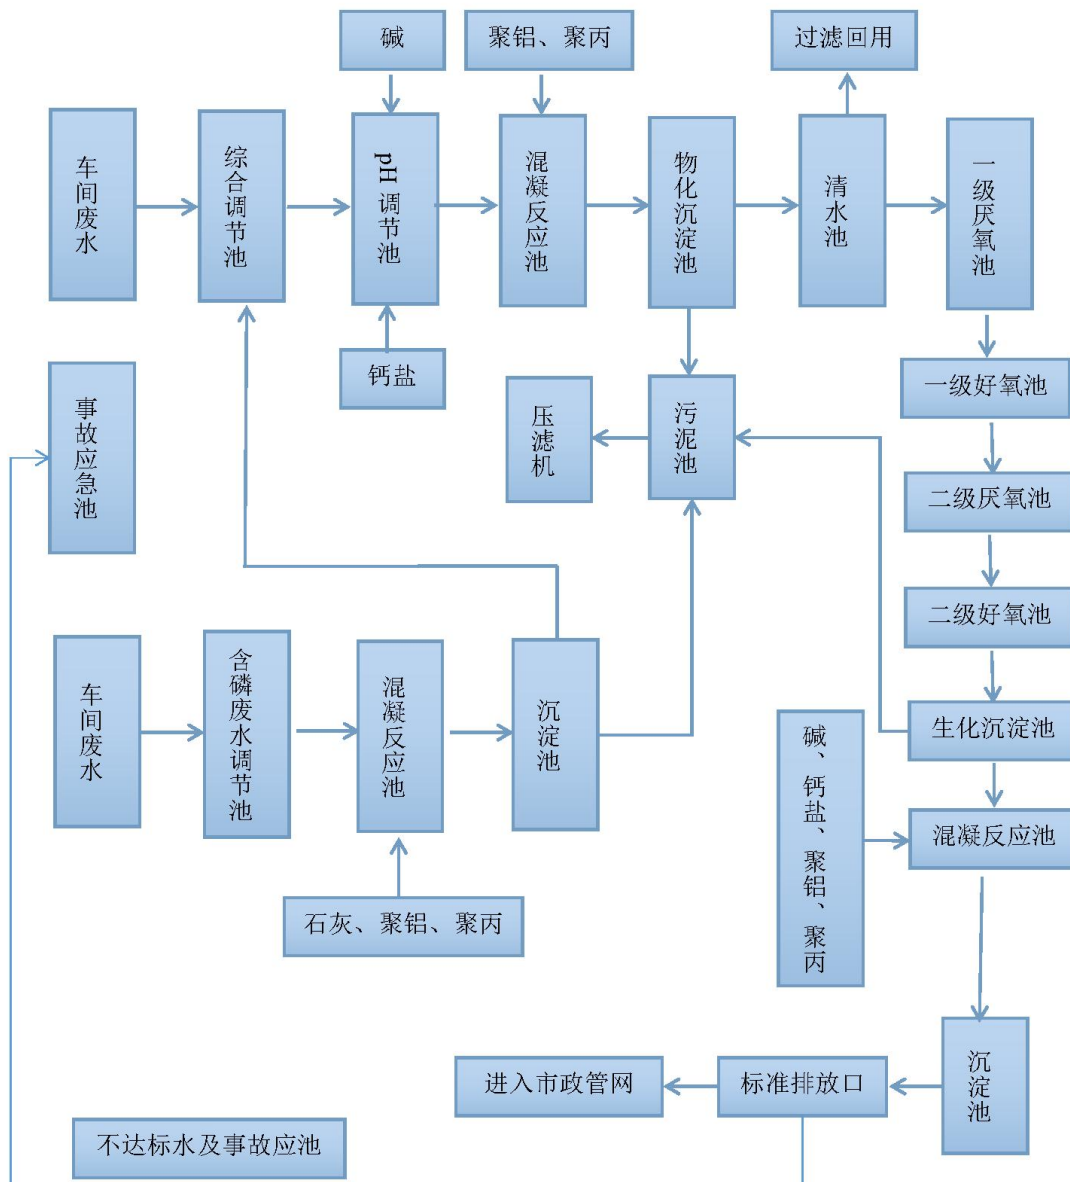 碱
聚铝、聚丙
过滤回用
车间废水
综合调节池
pH 调节池
混凝反应池
物化沉淀池
清水池
一级厌氧池
钙盐
事故应急池
压滤机
污泥池
一级好氧池
二级厌氧池
二级好氧池
车间废水
含磷废水调节池
混凝反应池
沉淀池
生化沉淀池
碱、钙盐、聚铝、聚丙
混凝反应池
石灰、聚铝、聚丙
沉淀池
进入市政管网
标准排放口
不达标水及事故应池